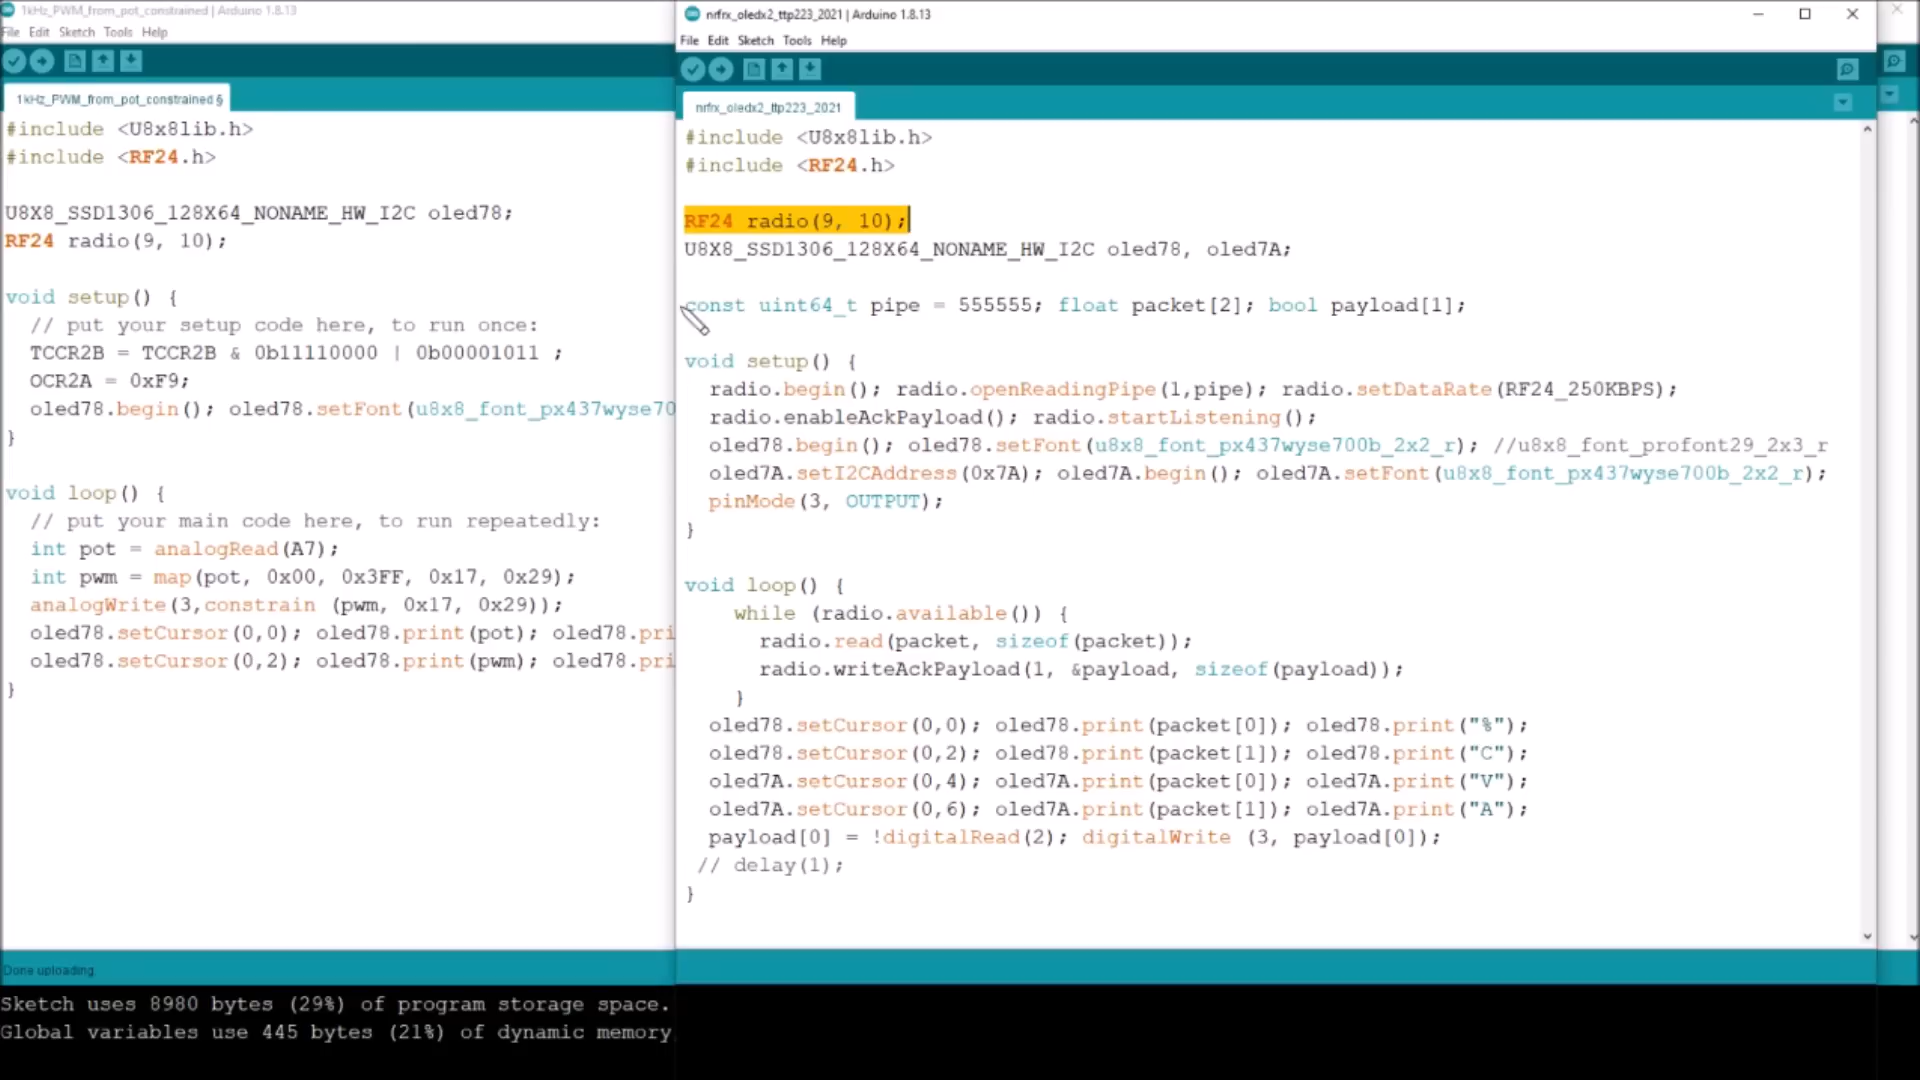 1kHz_PWM_from_pot_constrained | Arduino 1.8.13
File Edit Sketch Tools Help
1kHz_PWM_from_pot_constrained §
#include <U8x8lib.h>
#include <RF24.h>
U8X8_SSD1306_128X64_NONAME_HW_I2C oled78;
RF24 radio(9, 10);
void setup() {
// put your setup code here, to run once:
TCCR2B = TCCR2B & 0b11110000 | 0b00001011 ;
OCR2A = 0xF9;
oled78.begin(); oled78.setFont(u8x8_font_px437wyse70
}
void loop() {
// put your main code here, to run repeatedly:
int pot = analogRead(A7);
int pwm = map(pot, 0x00, 0x3FF, 0x17, 0x29);
analogWrite(3,constrain (pwm, 0x17, 0x29));
oled78.setCursor(0,0); oled78.print(pot); oled78.pri
oled78.setCursor(0,2); oled78.print(pwm); oled78.pri
}
Done uploading.
Sketch uses 8980 bytes (29%) of program storage space.
Global variables use 445 bytes (21%) of dynamic memory
nrfrx_oledx2_ttp223_2021 | Arduino 1.8.13
File Edit Sketch Tools Help
nrfrx_oledx2_ttp223_2021
#include <U8x8lib.h>
#include <RF24.h>
RF24 radio(9, 10);
U8X8_SSD1306_128X64_NONAME_HW_I2C oled78, oled7A;
const uint64_t pipe = 555555; float packet[2]; bool payload[1];
void setup() {
radio.begin(); radio.openReadingPipe(1,pipe); radio.setDataRate(RF24_250KBPS);
radio.enableAckPayload(); radio.startListening();
oled78.begin(); oled78.setFont(u8x8_font_px437wyse700b_2x2_r); //u8x8_font_profont29_2x3_r
oled7A.setI2CAddress(0x7A); oled7A.begin(); oled7A.setFont(u8x8_font_px437wyse700b_2x2_r);
pinMode(3, OUTPUT);
}
void loop() {
while (radio.available()) {
radio.read(packet, sizeof(packet));
radio.writeAckPayload(1, &payload, sizeof(payload));
}
oled78.setCursor(0,0); oled78.print(packet[0]); oled78.print("%");
oled78.setCursor(0,2); oled78.print(packet[1]); oled78.print("C");
oled7A.setCursor(0,4); oled7A.print(packet[0]); oled7A.print("V");
oled7A.setCursor(0,6); oled7A.print(packet[1]); oled7A.print("A");
payload[0] = !digitalRead(2); digitalWrite (3, payload[0]);
// delay(1);
}